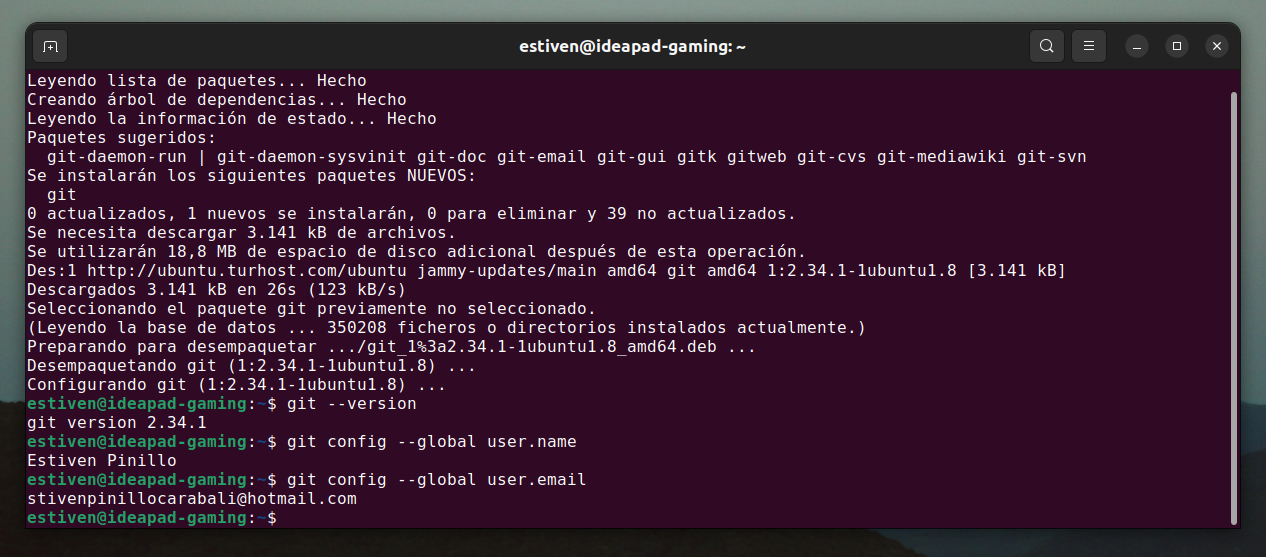 estiven@ideapad-gaming: ~
Leyendo lista de paquetes... Hecho
Creando árbol de dependencias... Hecho
Leyendo la información de estado... Hecho
Paquetes sugeridos:
  git-daemon-run | git-daemon-sysvinit git-doc git-email git-gui gitk gitweb git-cvs git-mediawiki git-svn
Se instalarán los siguientes paquetes NUEVOS:
  git
0 actualizados, 1 nuevos se instalarán, 0 para eliminar y 39 no actualizados.
Se necesita descargar 3.141 kB de archivos.
Se utilizarán 18,8 MB de espacio de disco adicional después de esta operación.
Des:1 http://ubuntu.turhost.com/ubuntu jammy-updates/main amd64 git amd64 1:2.34.1-1ubuntu1.8 [3.141 kB]
Descargados 3.141 kB en 26s (123 kB/s)
Seleccionando el paquete git previamente no seleccionado.
(Leyendo la base de datos ... 350208 ficheros o directorios instalados actualmente.)
Preparando para desempaquetar .../git_1%3a2.34.1-1ubuntu1.8_amd64.deb ...
Desempaquetando git (1:2.34.1-1ubuntu1.8) ...
Configurando git (1:2.34.1-1ubuntu1.8) ...
estiven@ideapad-gaming:~$ git --version
git version 2.34.1
estiven@ideapad-gaming:~$ git config --global user.name
Estiven Pinillo
estiven@ideapad-gaming:~$ git config --global user.email
stivenpinillocarabali@hotmail.com
estiven@ideapad-gaming:~$